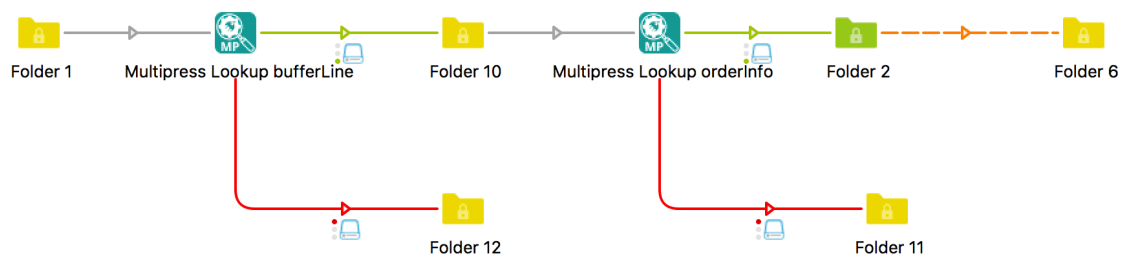 MP
MP
Folder 1
Multipress Lookup bufferLine
Folder 10
Multipress Lookup orderInfo
Folder 2
Folder 6
Folder 12
Folder 11